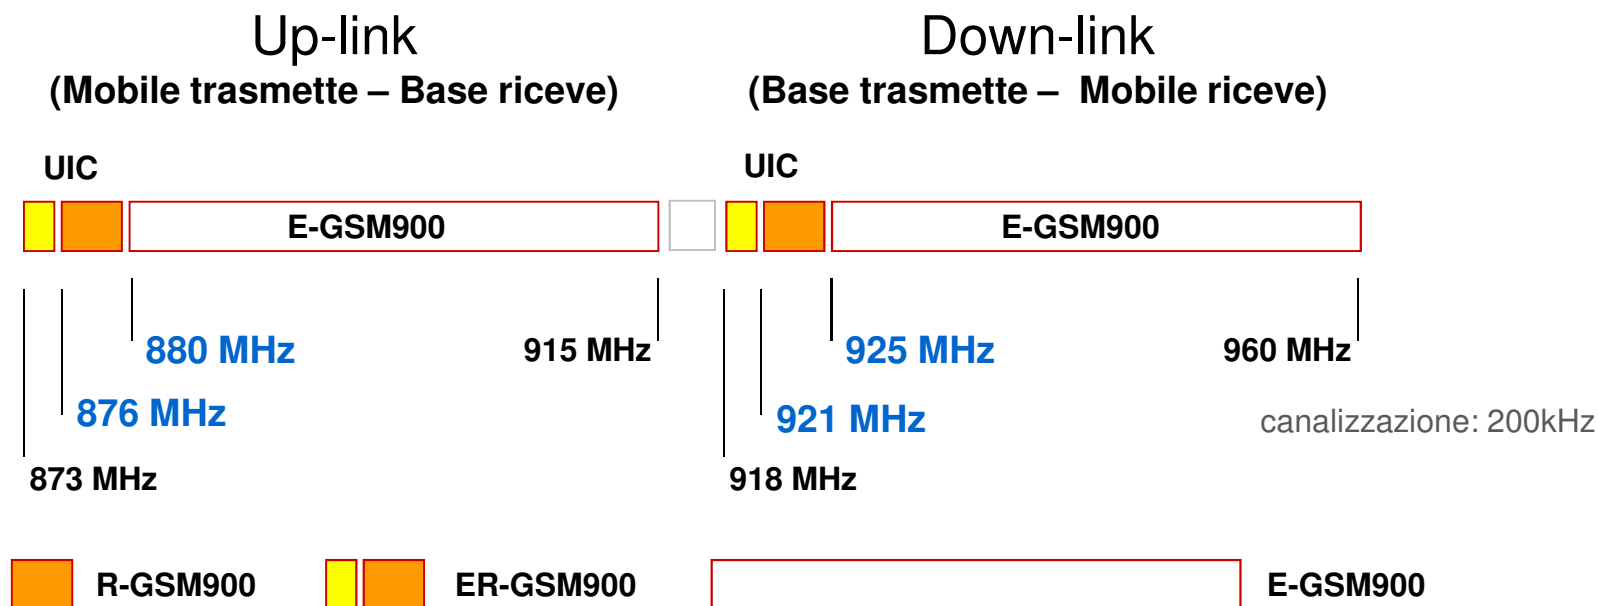 Up-link
Down-link
(Mobile trasmette – Base riceve)
(Base trasmette – Mobile riceve)
UIC
UIC
E-GSM900
E-GSM900
880 MHz
915 MHz
925 MHz
960 MHz
876 MHz
921 MHz
canalizzazione: 200kHz
873 MHz
918 MHz
R-GSM900
ER-GSM900
E-GSM900